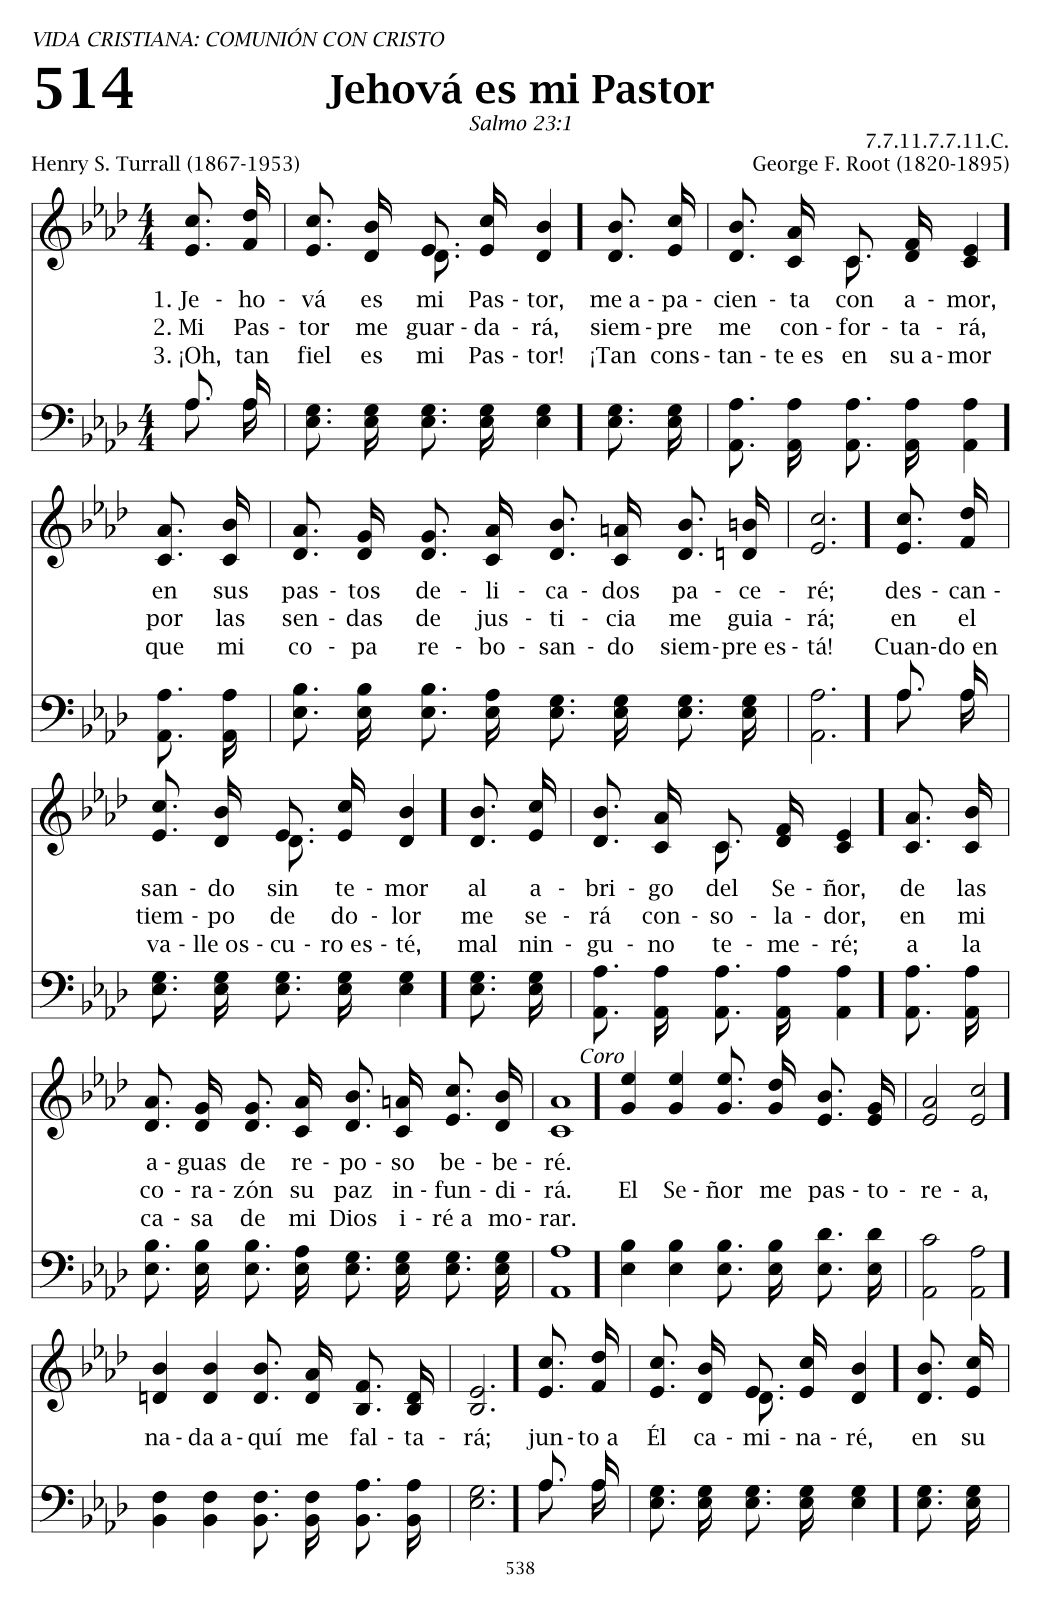 VIDA CRISTIANA: COMUNIÓN CON CRISTO
514
Jehová es mi Pastor
Salmo 23:1
7.7.11.7.7.11.C.
Henry S. Turrall (1867-1953)
George F. Root (1820-1895)
1. Je - ho - vá es mi Pas - tor, me a - pa - cien - ta con a - mor,
2. Mi Pas - tor me guar - da - rá, siem - pre me con - for - ta - rá,
3. ¡Oh, tan fiel es mi Pas - tor! ¡Tan cons - tan - te es en su a - mor
en sus pas - tos de - li - ca - dos pa - ce - ré; des - can -
por las sen - das de jus - ti - cia me guia - rá; en el
que mi co - pa re - bo - san - do siem - pre es - tá! Cuan - do en
san - do sin te - mor al a - bri - go del Se - ñor, de las
tiem - po de do - lor me se - rá con - so - la - dor, en mi
va - lle os - cu - ro es - té, mal nin - gu - no te - me - ré; a la
Coro
a - guas de re - po - so be - be - ré.
co - ra - zón su paz in - fun - di - rá. El Se - ñor me pas - to - re - a,
ca - sa de mi Dios i - ré a mo - rar.
na - da a - quí me fal - ta - rá; jun - to a Él ca - mi - na - ré, en su
538